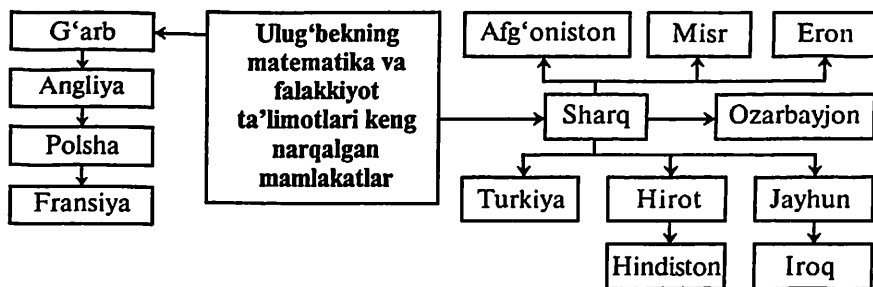 G‘arb
Angliya
Polsha
Fransiya
Ulug‘bekning
matematika va
falakkiyot
ta’limotlari keng
narqalgan
mamlakatlar
Afg‘oniston
Misr
Eron
Sharq
Ozarbayjon
Turkiya
Hirot
Jayhun
Hindiston
Iroq